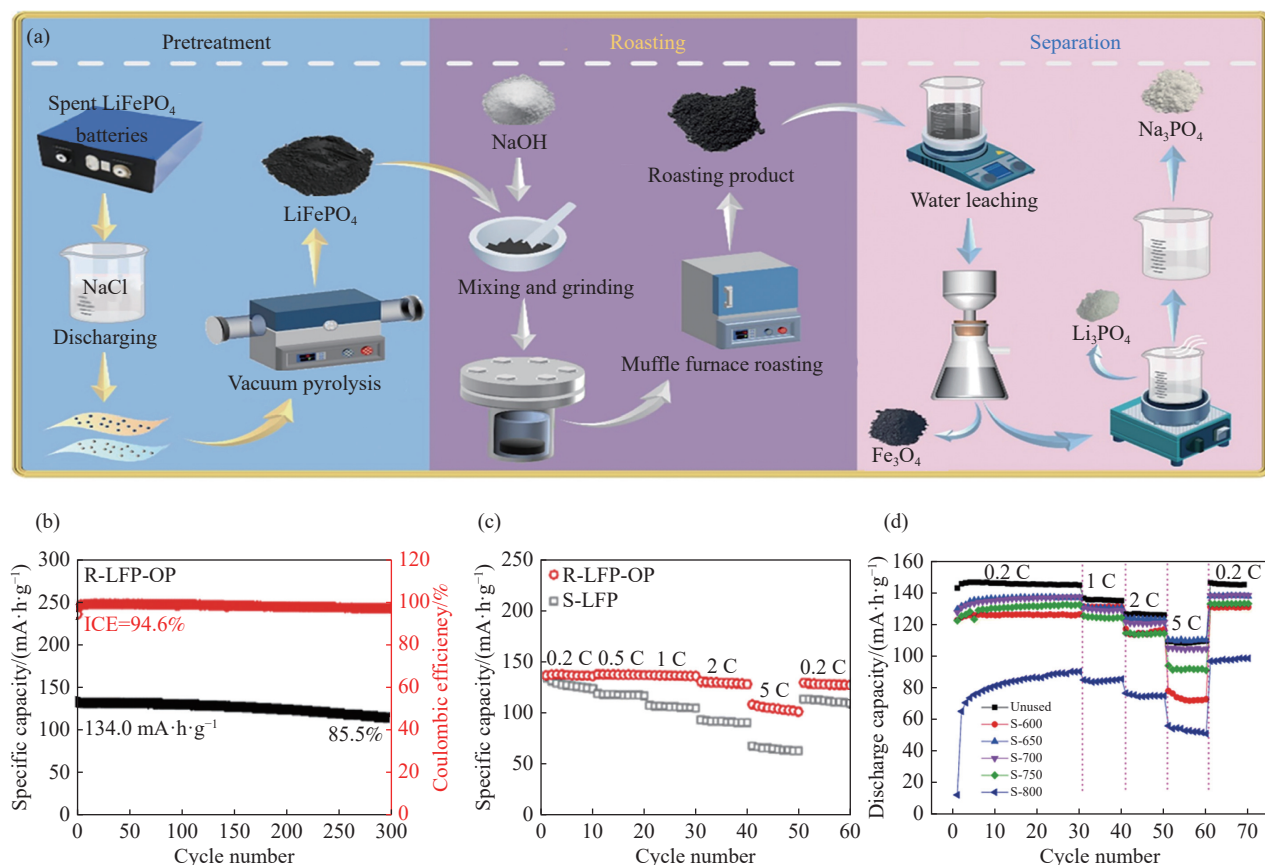 (a)
Pretreatment
Roasting
Separation
Spent LiFePO₄
batteries
NaCl
Discharging
LiFePO₄
Vacuum pyrolysis
NaOH
Mixing and grinding
Roasting product
Muffle furnace roasting
Water leaching
Fe₃O₄
Li₃PO₄
Na₃PO₄
(b)
R-LFP-OP
ICE=94.6%
134.0 mA·h·g⁻¹
85.5%
Specific capacity/(mA·h·g⁻¹)
300
250
200
150
100
50
0
Coulombic efficiency/%
120
100
80
60
40
20
0
0 50 100 150 200 250 300
Cycle number
(c)
R-LFP-OP
S-LFP
0.2 C 0.5 C 1 C 2 C 5 C 0.2 C
Specific capacity/(mA·h·g⁻¹)
250
200
150
100
50
0
0 10 20 30 40 50 60
Cycle number
(d)
0.2 C 1 C 2 C 5 C 0.2 C
Unused
S-600
S-650
S-700
S-750
S-800
Discharge capacity/(mA·h·g⁻¹)
160
140
120
100
80
60
40
20
0
0 10 20 30 40 50 60 70
Cycle number